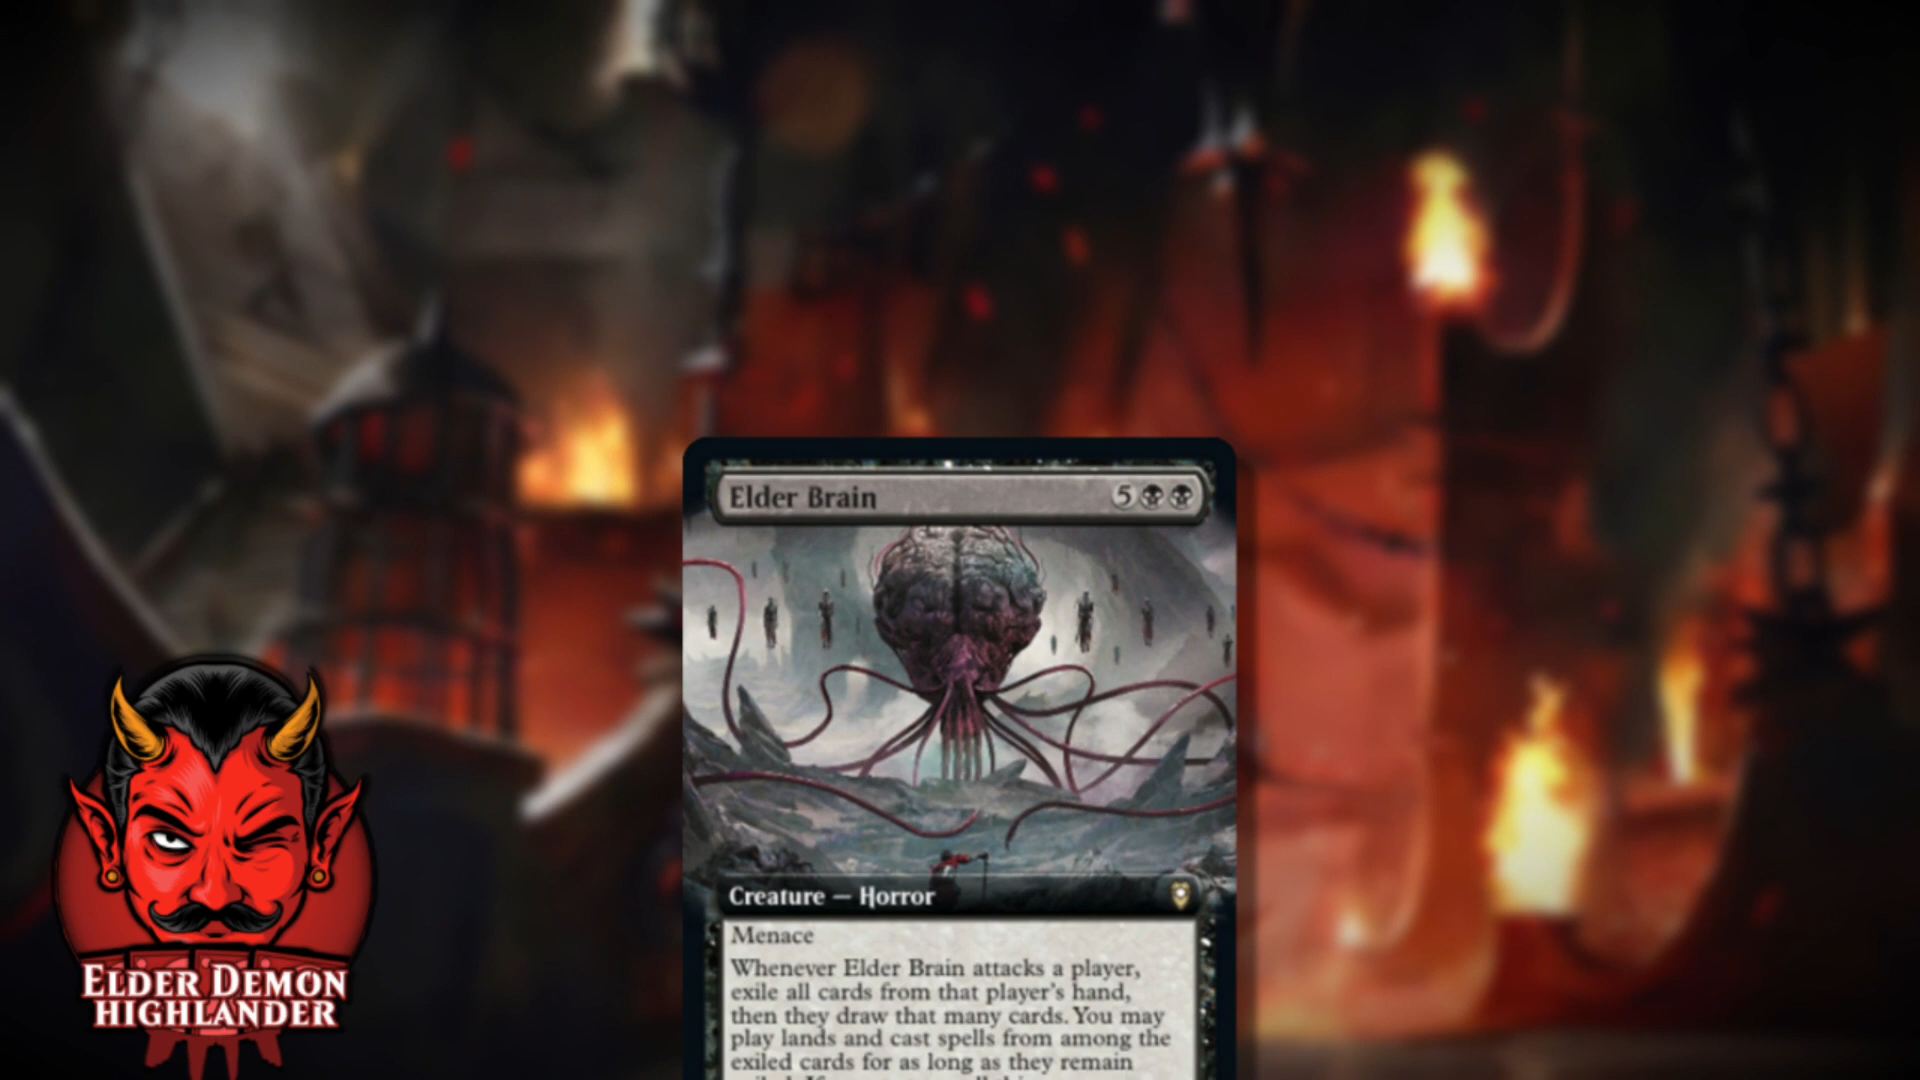 Elder Brain 5
Creature — Horror
Menace
Whenever Elder Brain attacks a player,
exile all cards from that player's hand,
then they draw that many cards. You may
play lands and cast spells from among the
exiled cards for as long as they remain
ELDER DEMON
HIGHLANDER